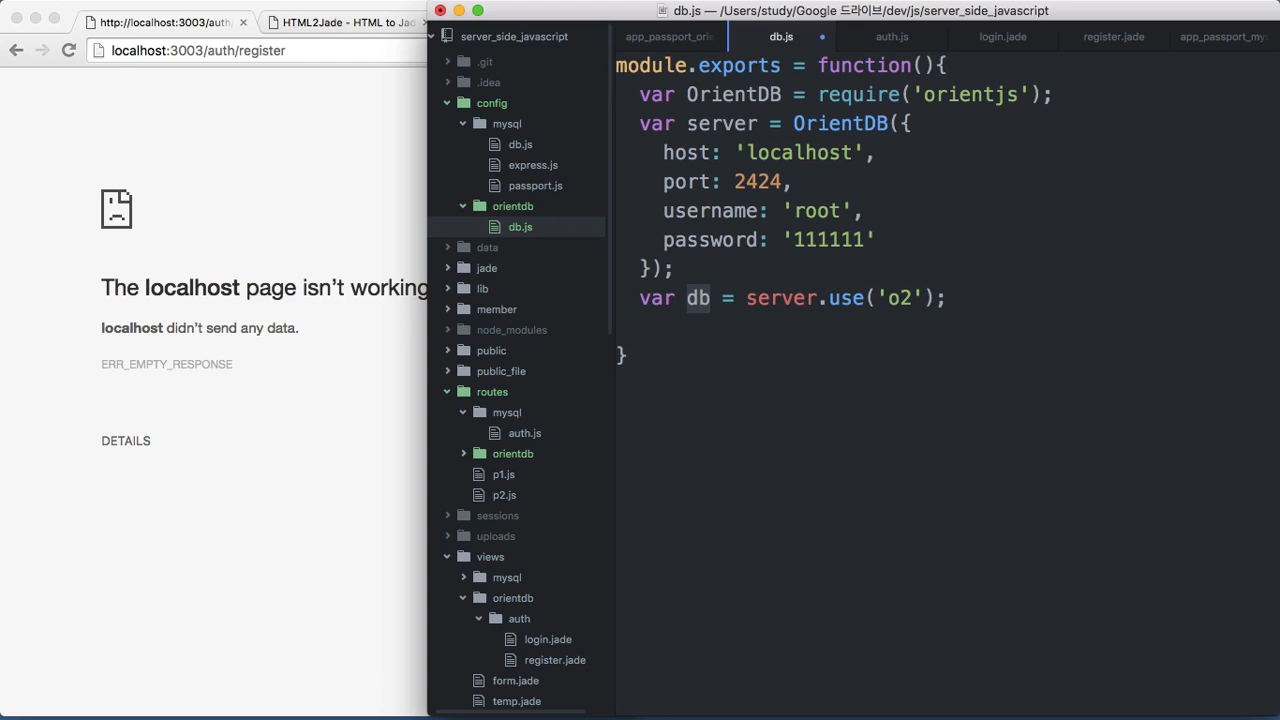 http://localhost:3003/auth/
HTML2Jade - HTML to Jade
localhost:3003/auth/register
The localhost page isn't working
localhost didn't send any data.
ERR_EMPTY_RESPONSE
DETAILS
db.js — /Users/study/Google 드라이브/dev/js/server_side_javascript
server_side_javascript
.git
.idea
config
mysql
db.js
express.js
passport.js
orientdb
db.js
data
jade
lib
member
node_modules
public
public_file
routes
mysql
auth.js
orientdb
p1.js
p2.js
sessions
uploads
views
mysql
orientdb
auth
login.jade
register.jade
form.jade
temp.jade
app_passport_orie
db.js
auth.js
login.jade
register.jade
app_passport_mys
module.exports = function(){
var OrientDB = require('orientjs');
var server = OrientDB({
host: 'localhost',
port: 2424,
username: 'root',
password: '111111'
});
var db = server.use('o2');
}